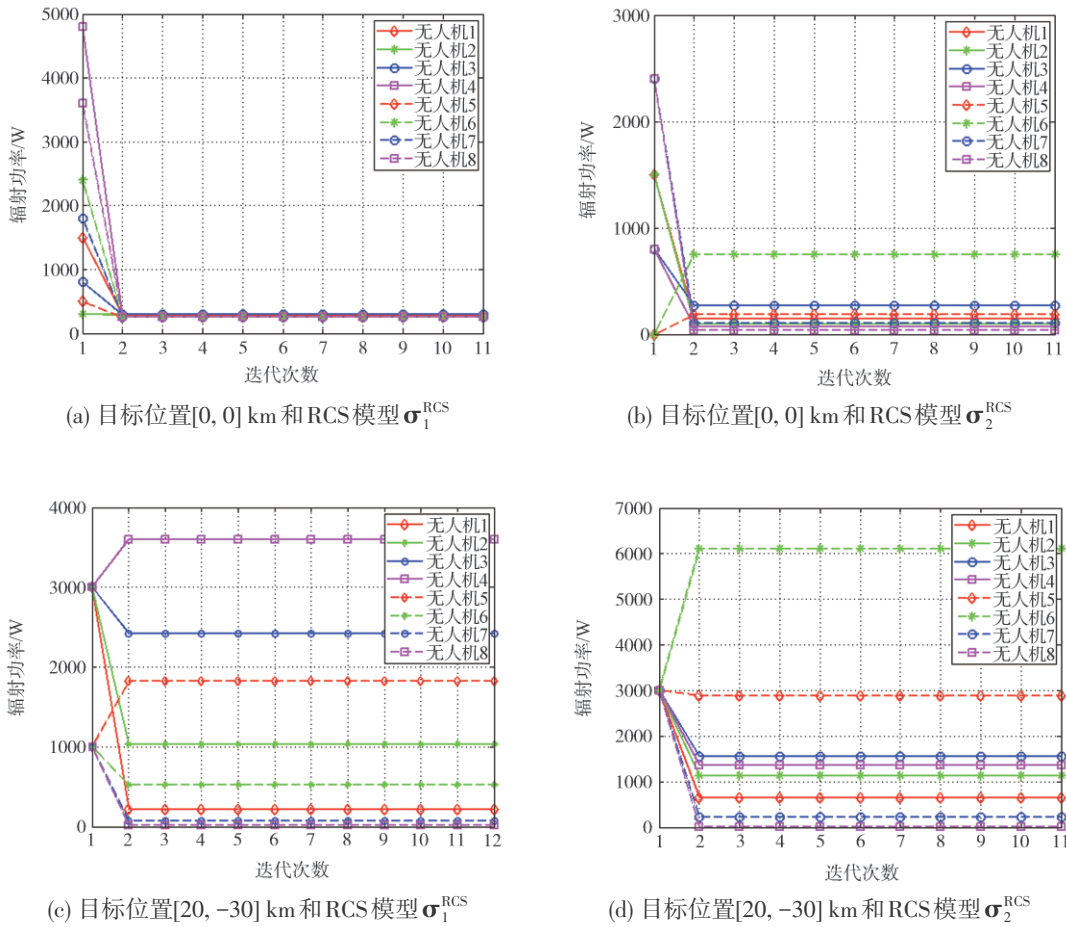 5000
4000
3000
2000
1000
0
辐射功率/W
1 2 3 4 5 6 7 8 9 10 11
迭代次数
无人机1
无人机2
无人机3
无人机4
无人机5
无人机6
无人机7
无人机8
(a) 目标位置[0, 0] km和RCS模型σ₁ᴿᶜˢ
3000
2000
1000
0
辐射功率/W
1 2 3 4 5 6 7 8 9 10 11
迭代次数
无人机1
无人机2
无人机3
无人机4
无人机5
无人机6
无人机7
无人机8
(b) 目标位置[0, 0] km和RCS模型σ₂ᴿᶜˢ
4000
3000
2000
1000
0
辐射功率/W
1 2 3 4 5 6 7 8 9 10 11 12
迭代次数
无人机1
无人机2
无人机3
无人机4
无人机5
无人机6
无人机7
无人机8
(c) 目标位置[20, −30] km和RCS模型σ₁ᴿᶜˢ
7000
6000
5000
4000
3000
2000
1000
0
辐射功率/W
1 2 3 4 5 6 7 8 9 10 11
迭代次数
无人机1
无人机2
无人机3
无人机4
无人机5
无人机6
无人机7
无人机8
(d) 目标位置[20, −30] km和RCS模型σ₂ᴿᶜˢ